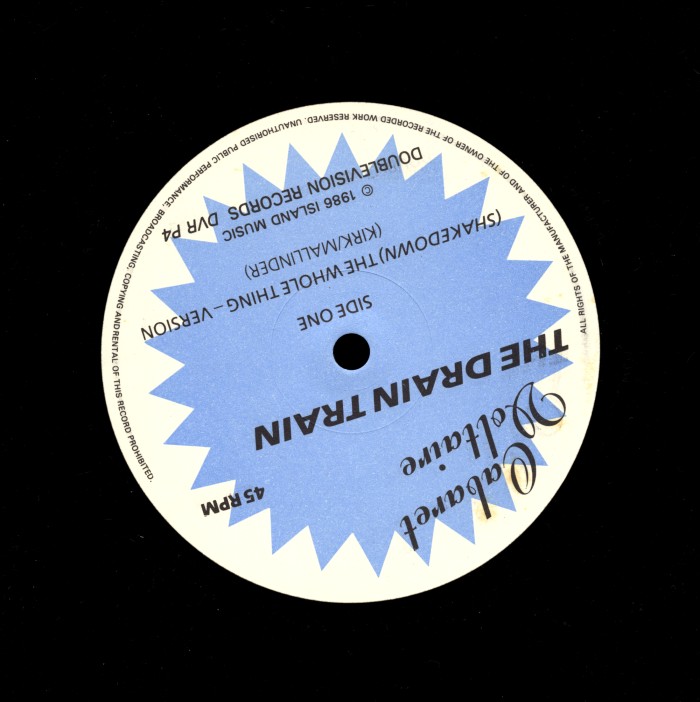 Cabaret
Voltaire
THE DRAIN TRAIN
45 RPM
SIDE ONE
(SHAKEDOWN) THE WHOLE THING – VERSION
(KIRK/MALLINDER)
© 1986 ISLAND MUSIC
DOUBLEVISION RECORDS DVR P4
ALL RIGHTS OF THE MANUFACTURER AND OF THE OWNER OF THE RECORDED WORK RESERVED. UNAUTHORISED PUBLIC PERFORMANCE, BROADCASTING, COPYING AND RENTAL OF THIS RECORD PROHIBITED.